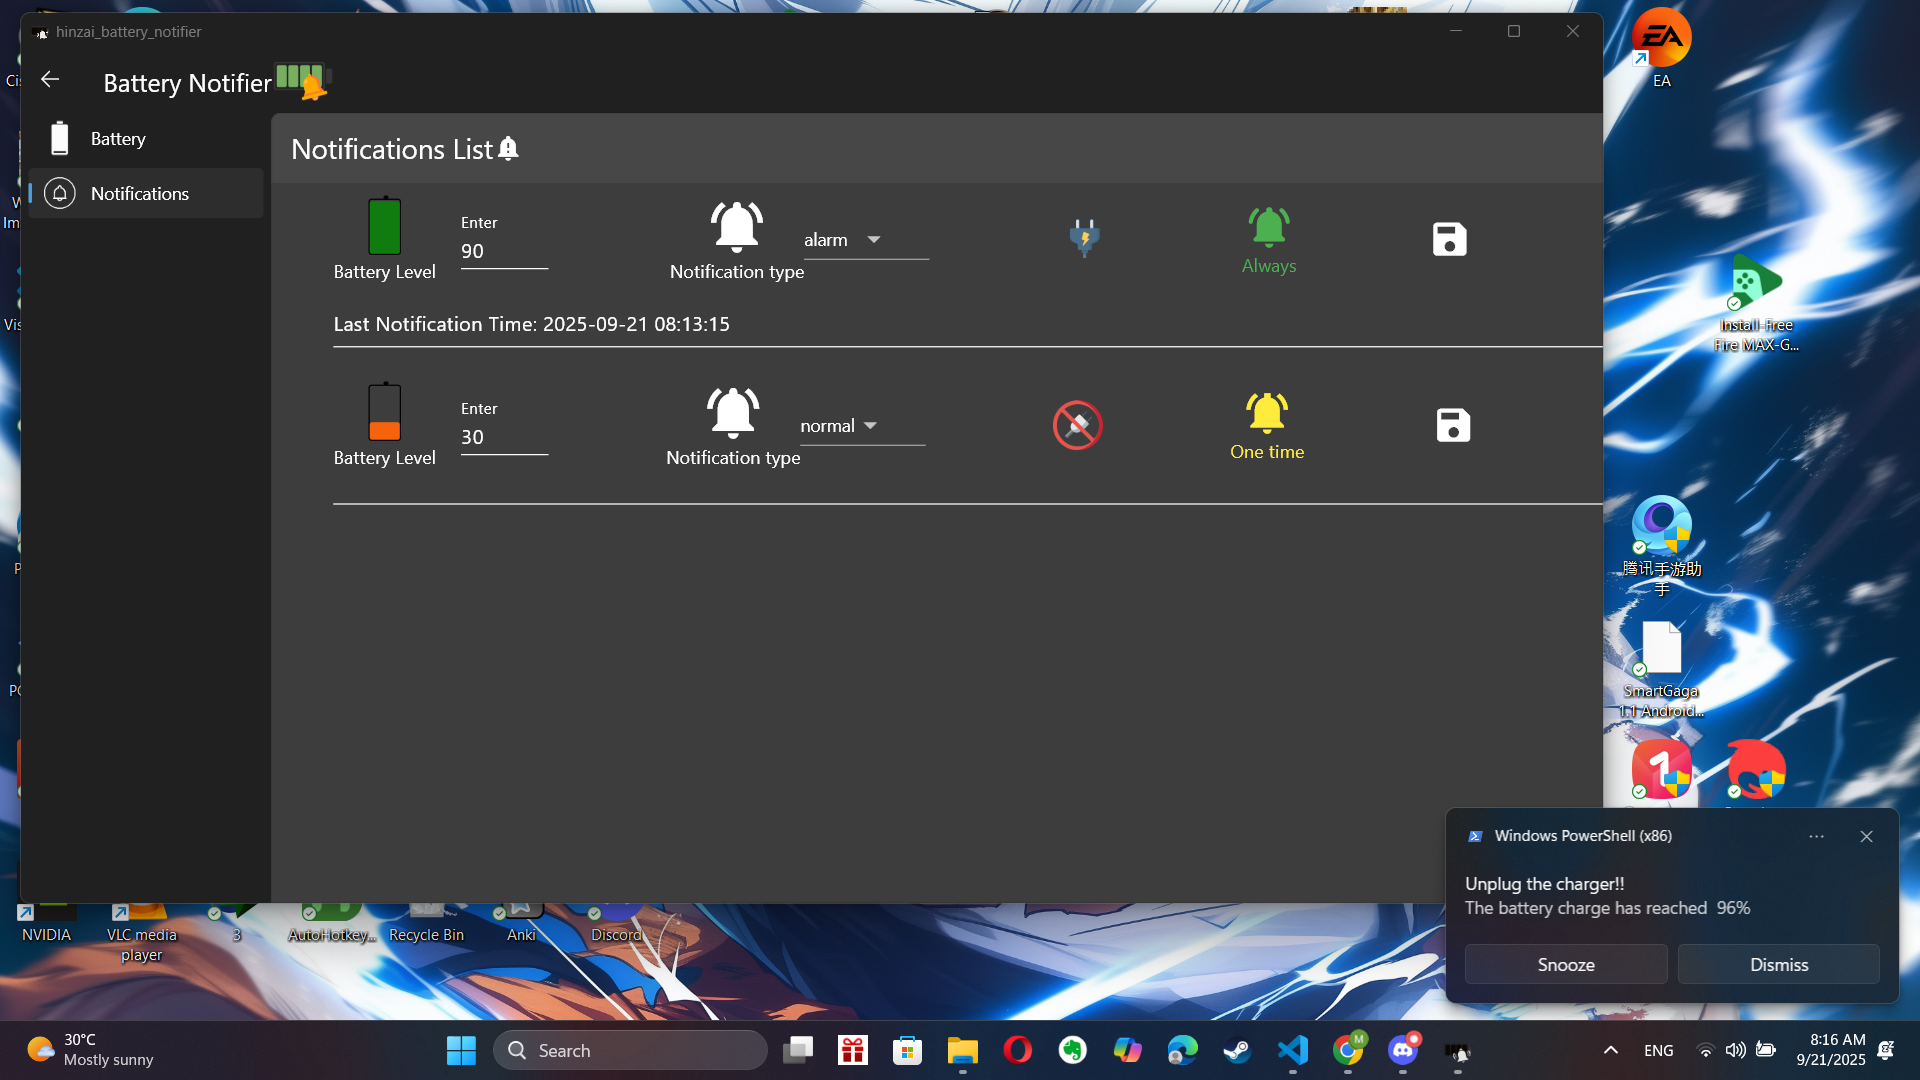 hinzai_battery_notifier
Battery Notifier
Battery
Notifications
Notifications List
Battery Level
Enter
90
Notification type
alarm
Always
Last Notification Time: 2025-09-21 08:13:15
Battery Level
Enter
30
Notification type
normal
One time
EA
EA
Install-Free
Fire MAX-G...
腾讯手游助
手
SmartGaga
1.1 Android...
Windows PowerShell (x86)
Unplug the charger!!
The battery charge has reached 96%
Snooze
Dismiss
NVIDIA
VLC media
player
3
AutoHotkey...
Recycle Bin
Anki
Discord
30°C
Mostly sunny
Search
M
ENG
8:16 AM
9/21/2025